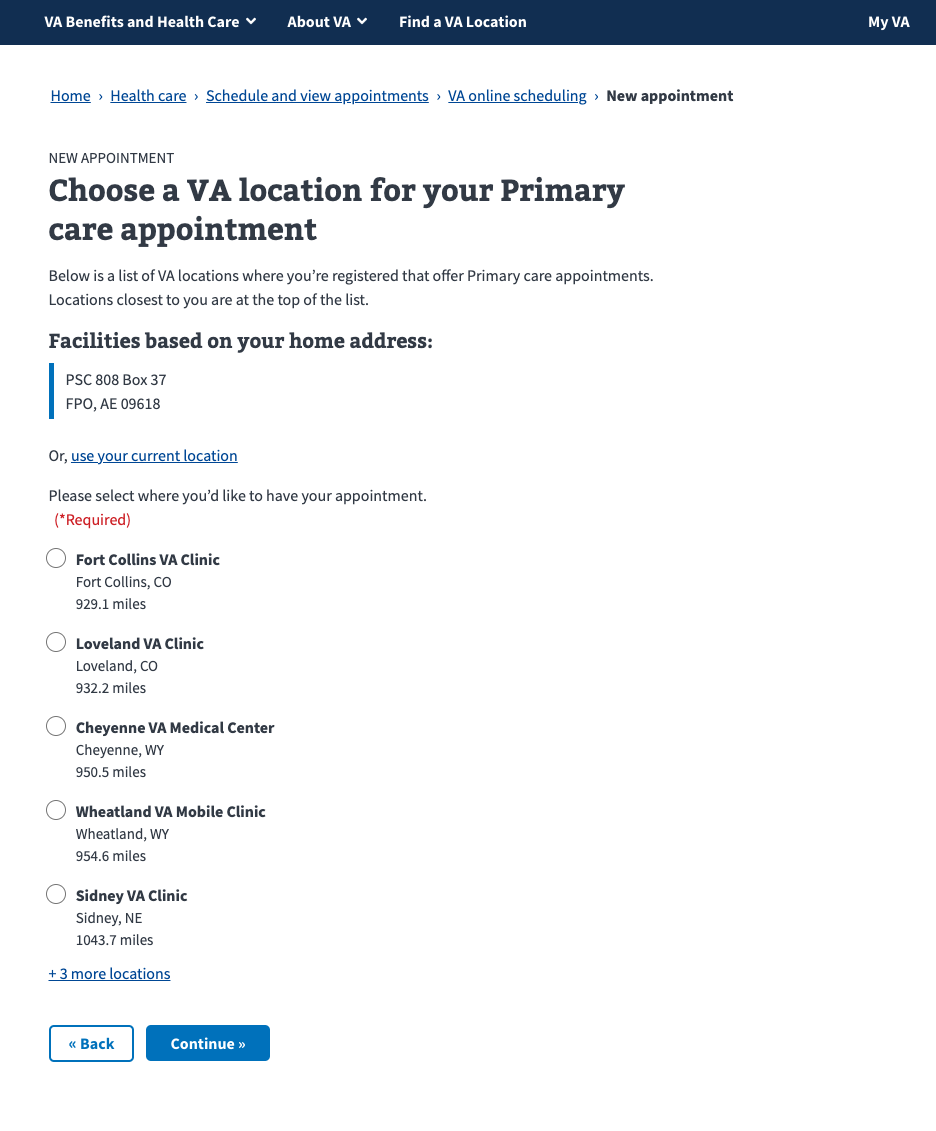 VA Benefits and Health Care About VA Find a VA Location My VA
Home › Health care › Schedule and view appointments › VA online scheduling › New appointment
NEW APPOINTMENT
Choose a VA location for your Primary
care appointment
Below is a list of VA locations where you’re registered that offer Primary care appointments.
Locations closest to you are at the top of the list.
Facilities based on your home address:
PSC 808 Box 37
FPO, AE 09618
Or, use your current location
Please select where you’d like to have your appointment.
(*Required)
Fort Collins VA Clinic
Fort Collins, CO
929.1 miles
Loveland VA Clinic
Loveland, CO
932.2 miles
Cheyenne VA Medical Center
Cheyenne, WY
950.5 miles
Wheatland VA Mobile Clinic
Wheatland, WY
954.6 miles
Sidney VA Clinic
Sidney, NE
1043.7 miles
+ 3 more locations
« Back Continue »